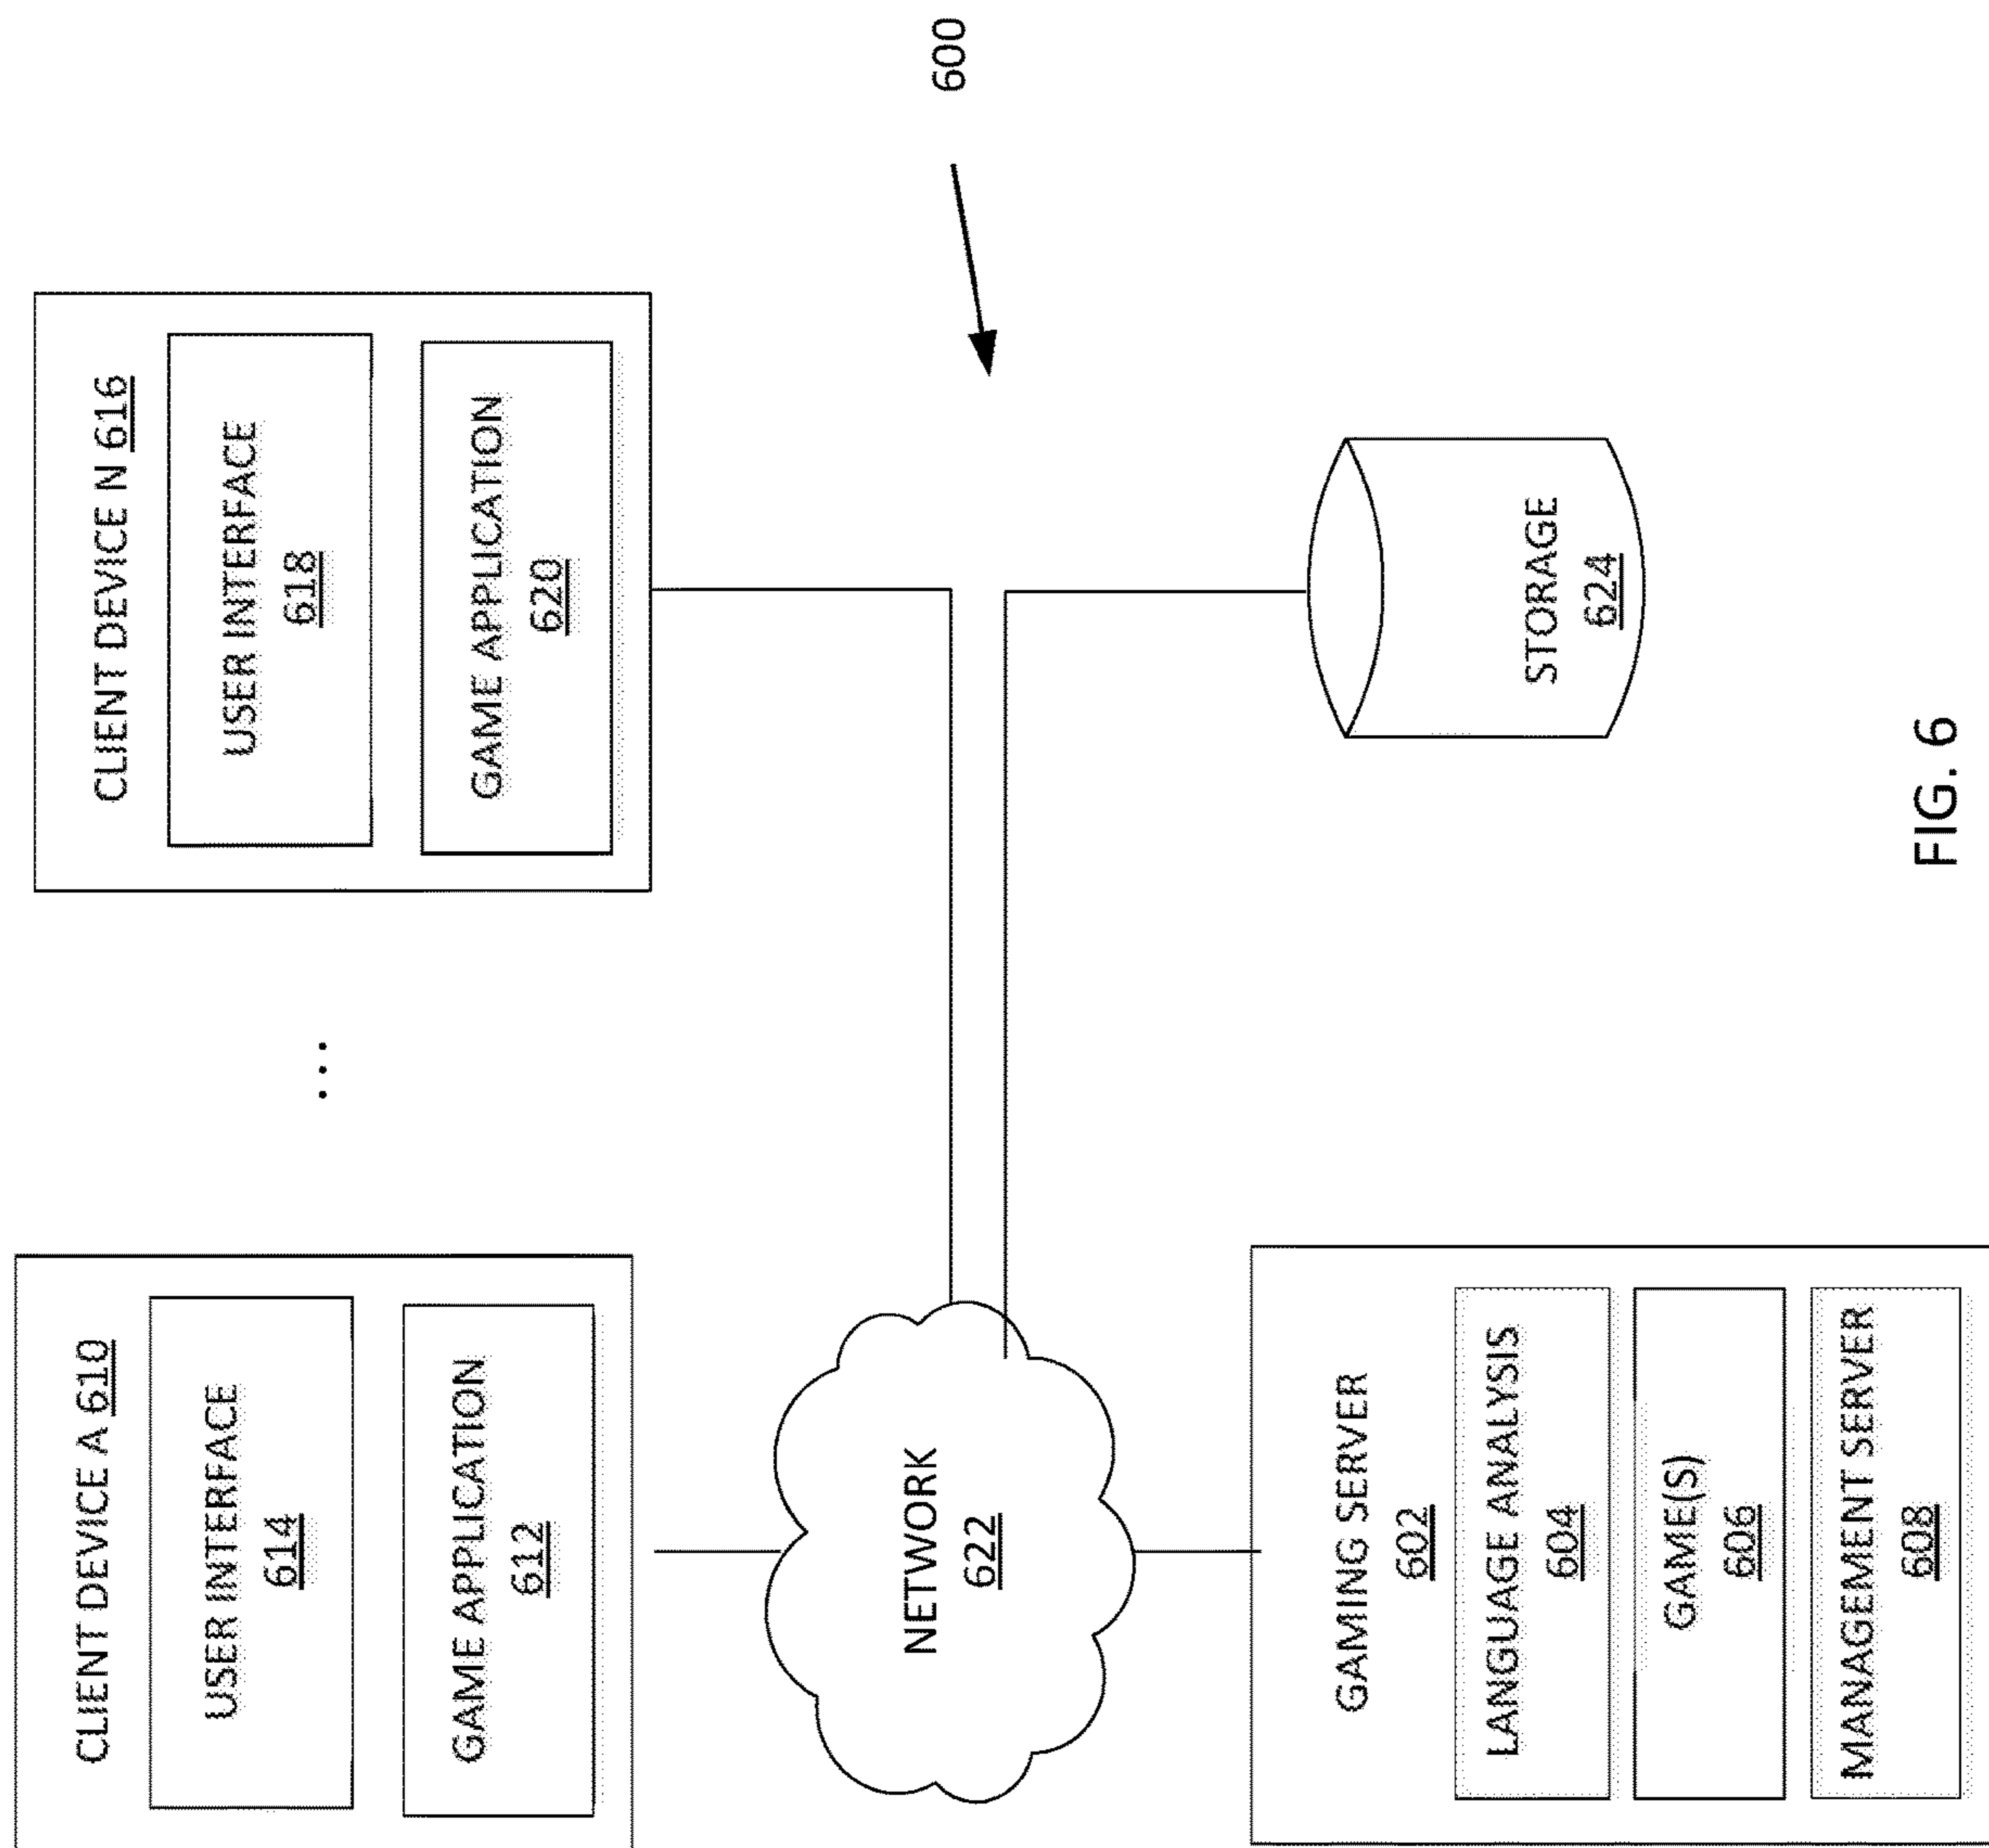 CLIENT DEVICE A 610
USER INTERFACE
614
GAME APPLICATION
612
...
CLIENT DEVICE N 616
USER INTERFACE
618
GAME APPLICATION
620
NETWORK
622
600
GAMING SERVER
602
LANGUAGE ANALYSIS
604
GAME(S)
606
MANAGEMENT SERVER
608
STORAGE
624
FIG. 6